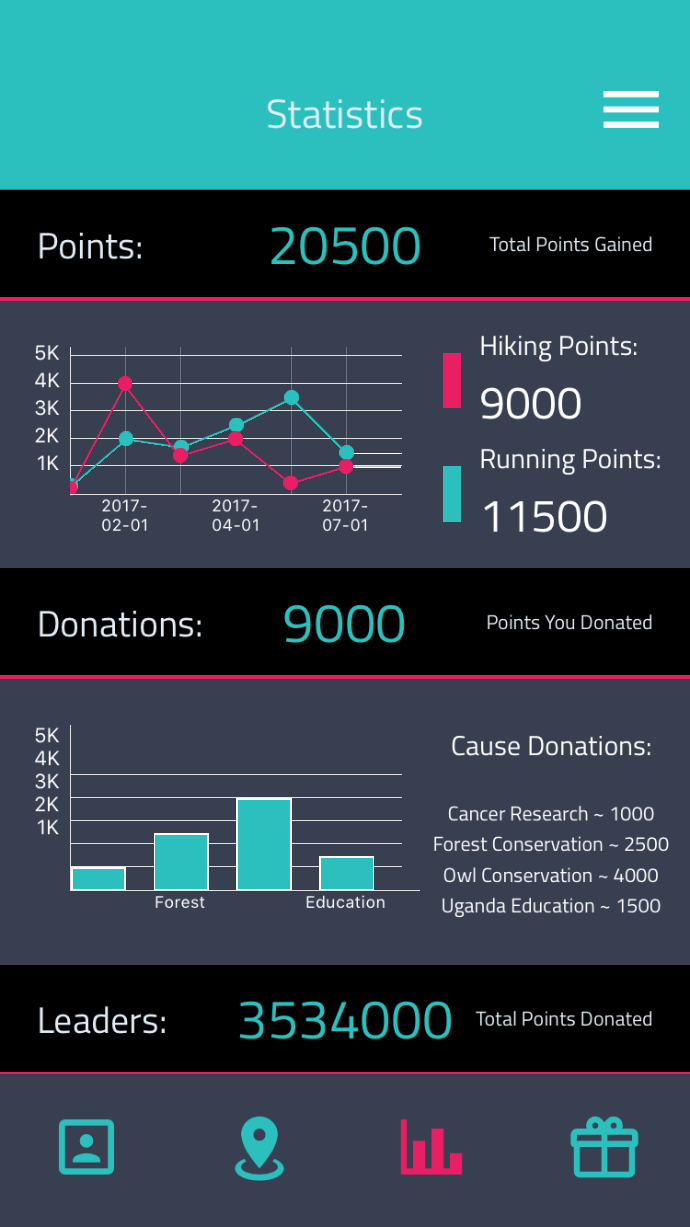 Statistics
Points:
20500
Total Points Gained
5K
4K
3K
2K
1K
2017-
02-01
2017-
04-01
2017-
07-01
Hiking Points:
9000
Running Points:
11500
Donations:
9000
Points You Donated
5K
4K
3K
2K
1K
Forest
Education
Cause Donations:
Cancer Research ~ 1000
Forest Conservation ~ 2500
Owl Conservation ~ 4000
Uganda Education ~ 1500
Leaders:
3534000
Total Points Donated